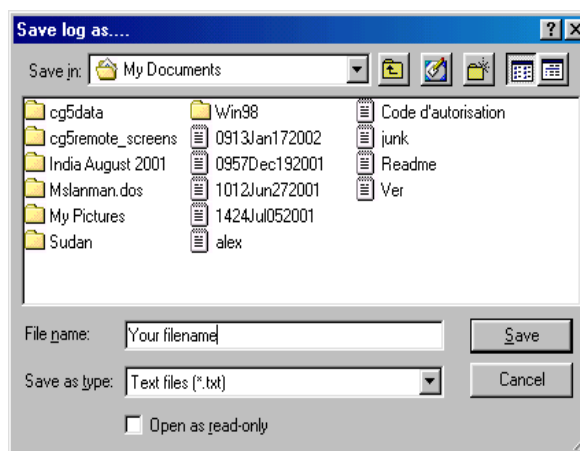 Save log as....
Save in: My Documents
cg5data
cg5remote_screens
India August 2001
Mslanman.dos
My Pictures
Sudan
Win98
0913Jan172002
0957Dec192001
1012Jun272001
1424Jul052001
alex
Code d'autorisation
junk
Readme
Ver
File name: Your filename
Save
Save as type: Text files (*.txt)
Cancel
Open as read-only